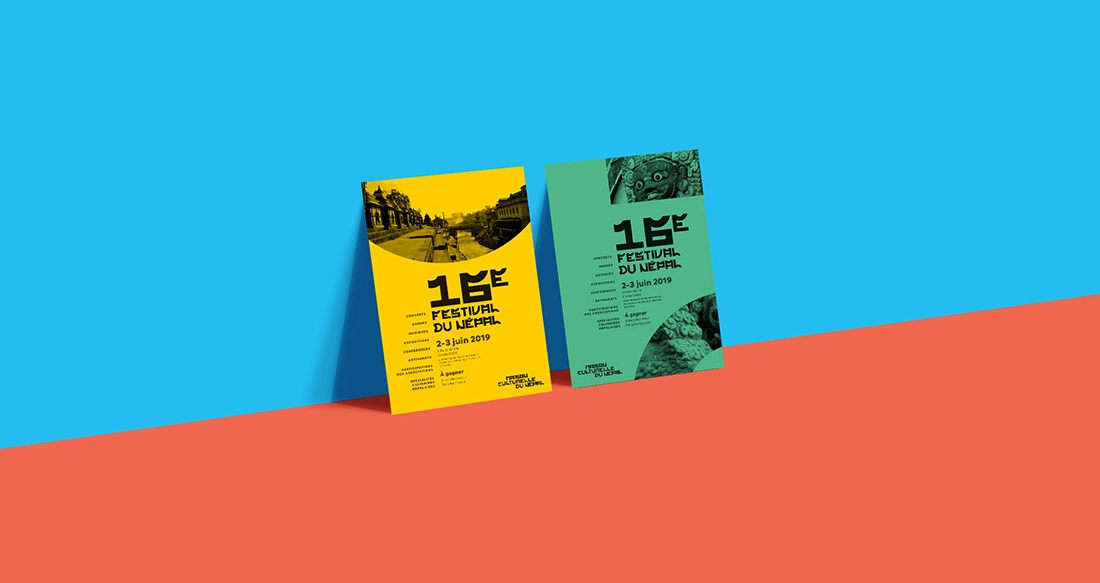 16E
FESTIVAL
DU NÉPAL
2-3 juin 2019
CONCERTS
DANSES
MUSIQUES
EXPOSITIONS
CONFÉRENCES
ARTISANATS
PARTICIPATIONS
DES ASSOCIATIONS
SPÉCIALITÉS
CULINAIRES
NÉPALAISES
À gagner
MAISON
CULTURELLE
DU NÉPAL
16E
FESTIVAL
DU NÉPAL
2-3 juin 2019
CONCERTS
DANSES
MUSIQUES
EXPOSITIONS
CONFÉRENCES
ARTISANATS
PARTICIPATIONS
DES ASSOCIATIONS
SPÉCIALITÉS
CULINAIRES
NÉPALAISES
À gagner
MAISON
CULTURELLE
DU NÉPAL